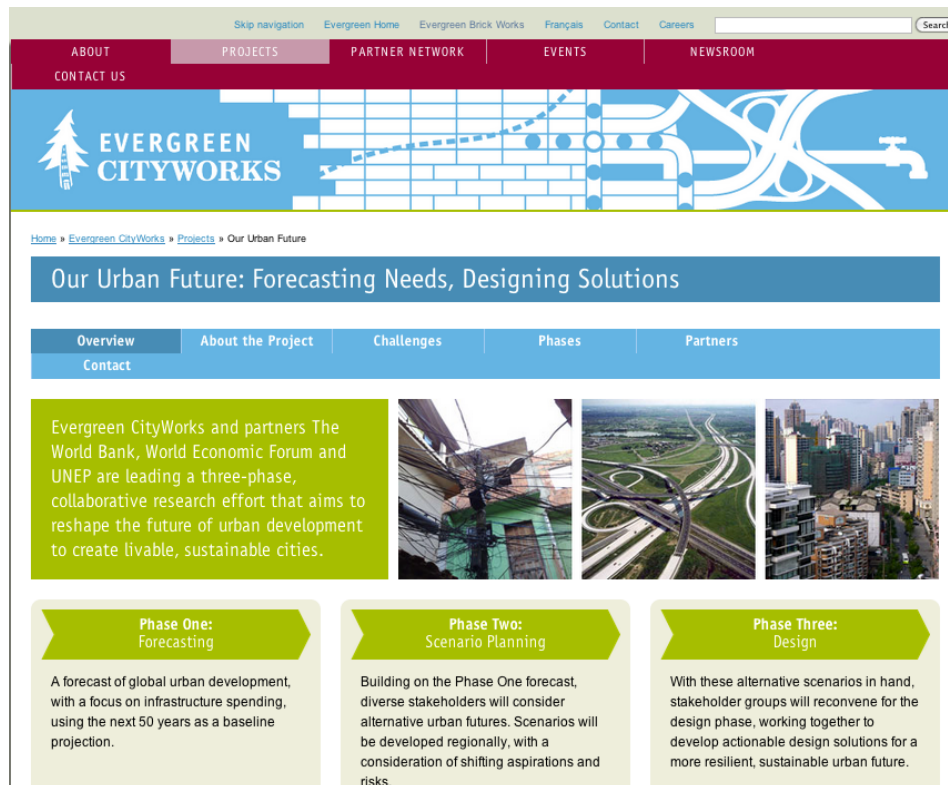 Skip navigation Evergreen Home Evergreen Brick Works Français Contact Careers Search
ABOUT PROJECTS PARTNER NETWORK EVENTS NEWSROOM
CONTACT US
EVERGREEN
CITYWORKS
Home » Evergreen CityWorks » Projects » Our Urban Future
Our Urban Future: Forecasting Needs, Designing Solutions
Overview About the Project Challenges Phases Partners
Contact
Evergreen CityWorks and partners The
World Bank, World Economic Forum and
UNEP are leading a three-phase,
collaborative research effort that aims to
reshape the future of urban development
to create livable, sustainable cities.
Phase One:
Forecasting
A forecast of global urban development,
with a focus on infrastructure spending,
using the next 50 years as a baseline
projection.
Phase Two:
Scenario Planning
Building on the Phase One forecast,
diverse stakeholders will consider
alternative urban futures. Scenarios will
be developed regionally, with a
consideration of shifting aspirations and
risks.
Phase Three:
Design
With these alternative scenarios in hand,
stakeholder groups will reconvene for the
design phase, working together to
develop actionable design solutions for a
more resilient, sustainable urban future.